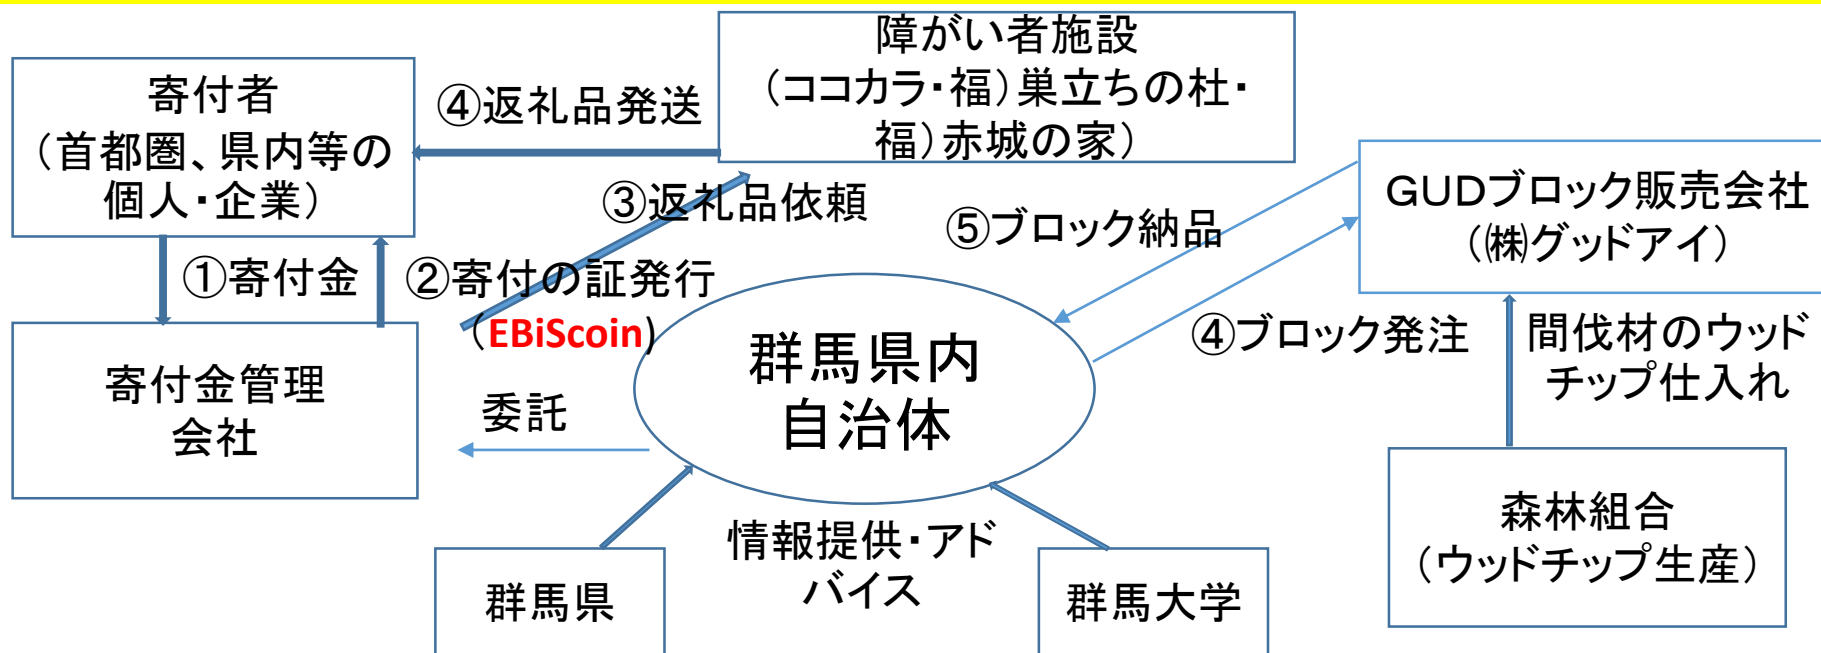 障がい者施設
（ココカラ・福）巣立ちの杜・
福）赤城の家）
寄付者
（首都圏、県内等の
個人・企業）
④返礼品発送
③返礼品依頼
GUDブロック販売会社
（㈱グッドアイ）
⑤ブロック納品
①寄付金
②寄付の証発行
（EBiScoin)
④ブロック発注
間伐材のウッド
チップ仕入れ
群馬県内
自治体
寄付金管理
会社
委託
森林組合
（ウッドチップ生産）
情報提供・アド
バイス
群馬県
群馬大学